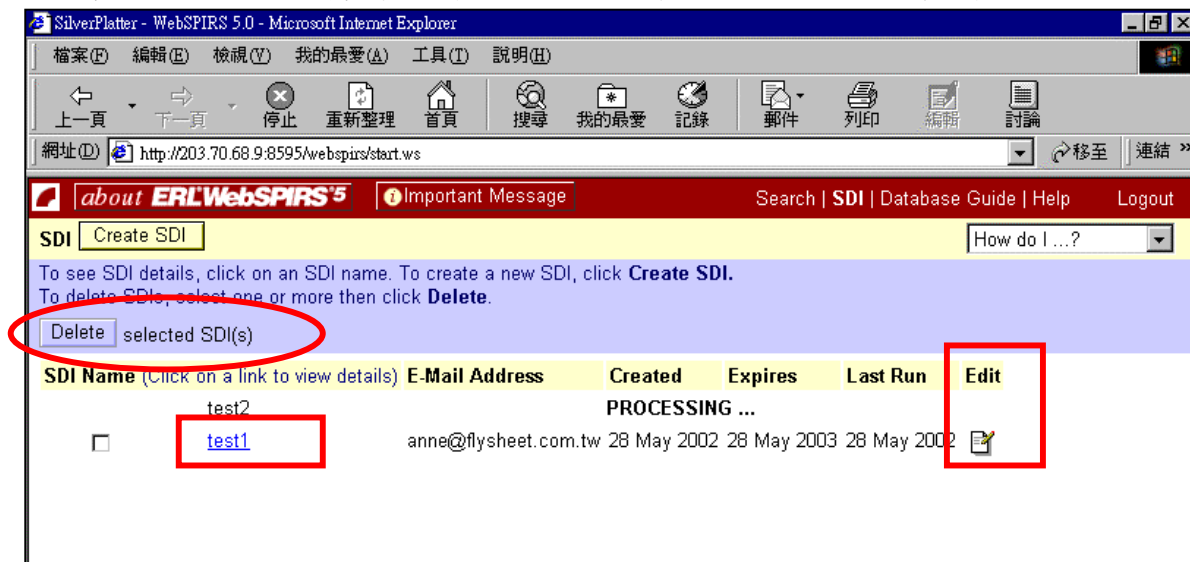 SilverPlatter - WebSPIRS 5.0 - Microsoft Internet Explorer
檔案(F) 編輯(E) 檢視(V) 我的最愛(A) 工具(T) 說明(H)
上一頁 下一頁 停止 重新整理 首頁 搜尋 我的最愛 記錄 郵件 列印 編輯 討論
網址(D) http://203.70.68.9:8595/webspirs/start.ws 移至 連結 »
about ERL WebSPIRS 5 Important Message Search | SDI | Database Guide | Help Logout
SDI Create SDI How do I ...?
To see SDI details, click on an SDI name. To create a new SDI, click Create SDI.
To delete SDIs, select one or more then click Delete.
Delete selected SDI(s)
SDI Name (Click on a link to view details) E-Mail Address Created Expires Last Run Edit
test2 PROCESSING ...
test1 anne@flysheet.com.tw 28 May 2002 28 May 2003 28 May 2002